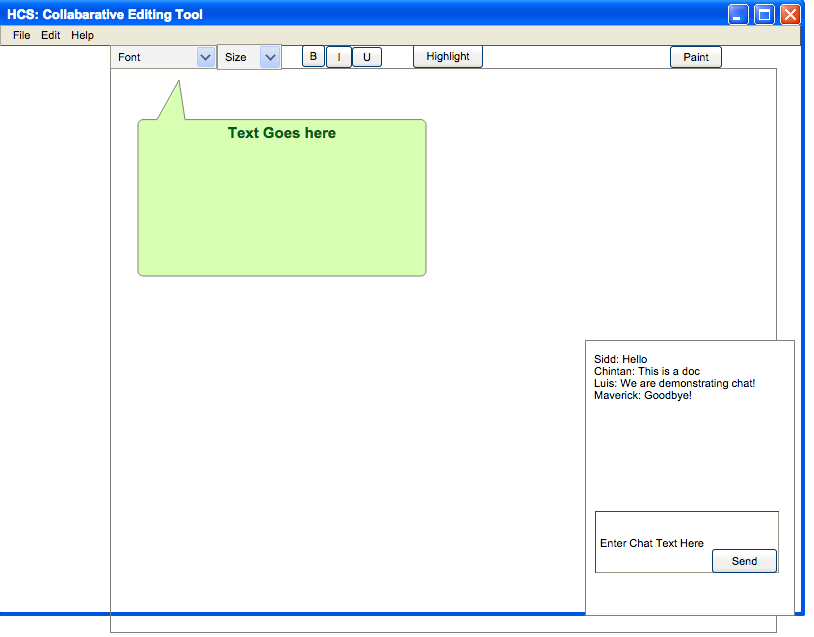 HCS: Collabarative Editing Tool
File Edit Help
Font Size B I U Highlight Paint
Text Goes here
Sidd: Hello
Chintan: This is a doc
Luis: We are demonstrating chat!
Maverick: Goodbye!
Enter Chat Text Here
Send